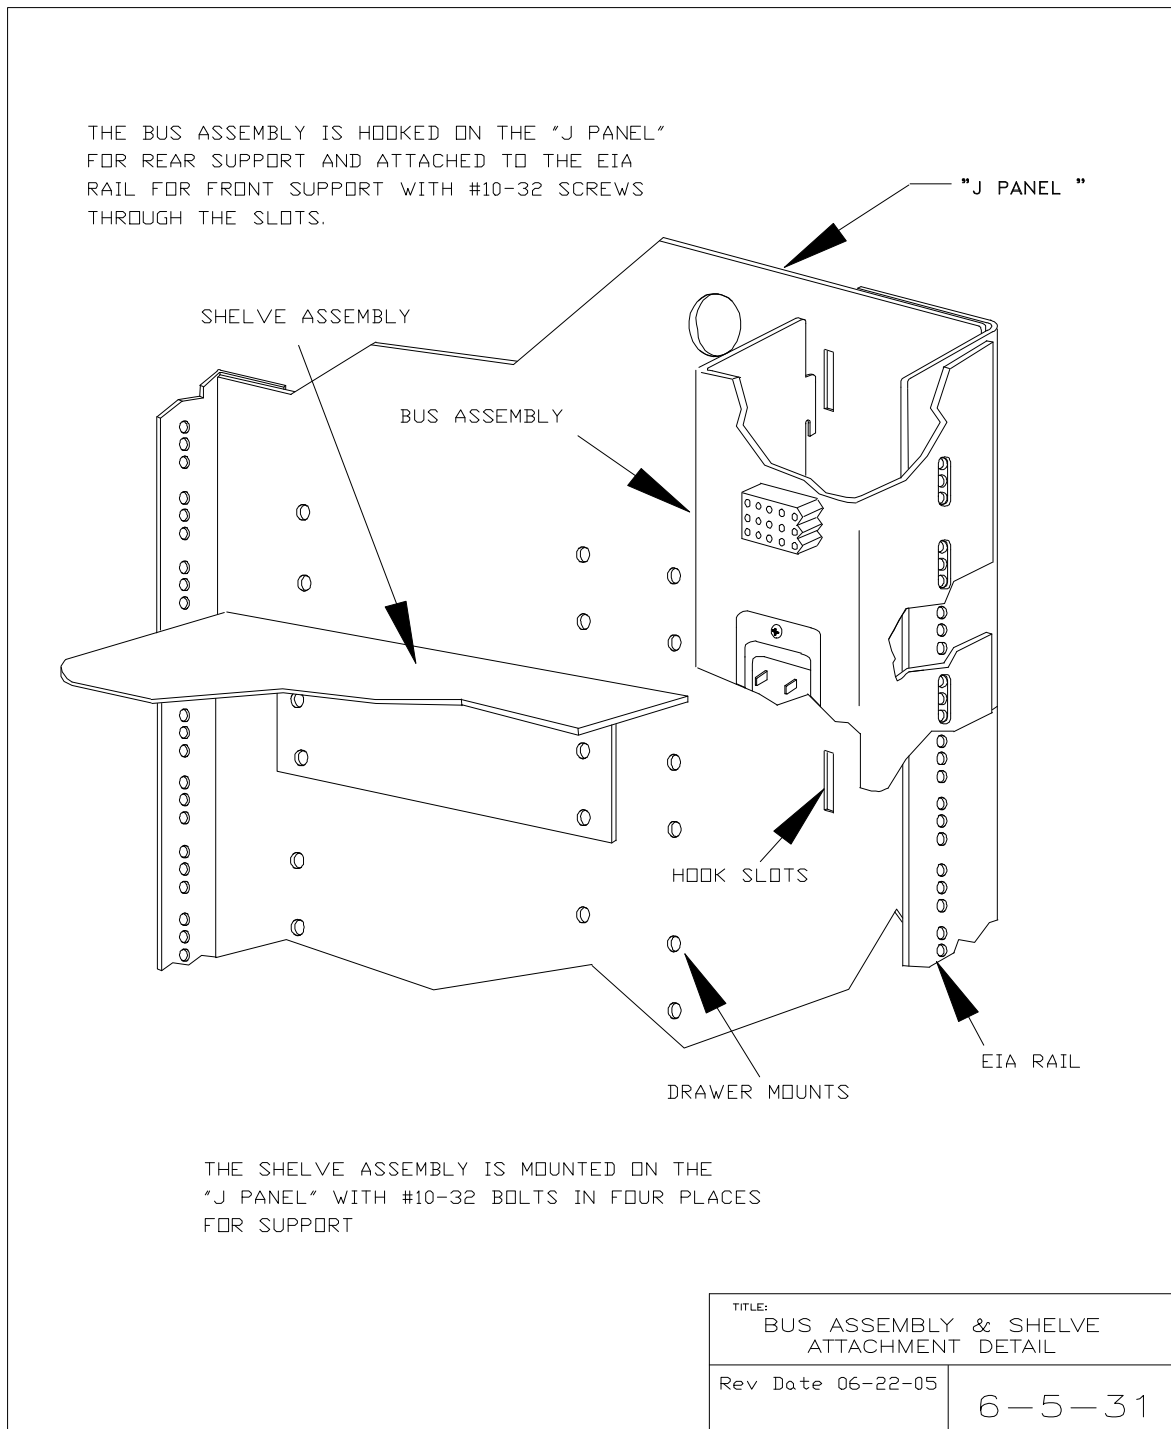 THE BUS ASSEMBLY IS HOOKED ON THE "J PANEL"
FOR REAR SUPPORT AND ATTACHED TO THE EIA
RAIL FOR FRONT SUPPORT WITH #10-32 SCREWS
THROUGH THE SLOTS.
"J PANEL "
SHELVE ASSEMBLY
BUS ASSEMBLY
HOOK SLOTS
EIA RAIL
DRAWER MOUNTS
THE SHELVE ASSEMBLY IS MOUNTED ON THE
"J PANEL" WITH #10-32 BOLTS IN FOUR PLACES
FOR SUPPORT
TITLE:
BUS ASSEMBLY & SHELVE
ATTACHMENT DETAIL
Rev Date 06-22-05
6-5-31